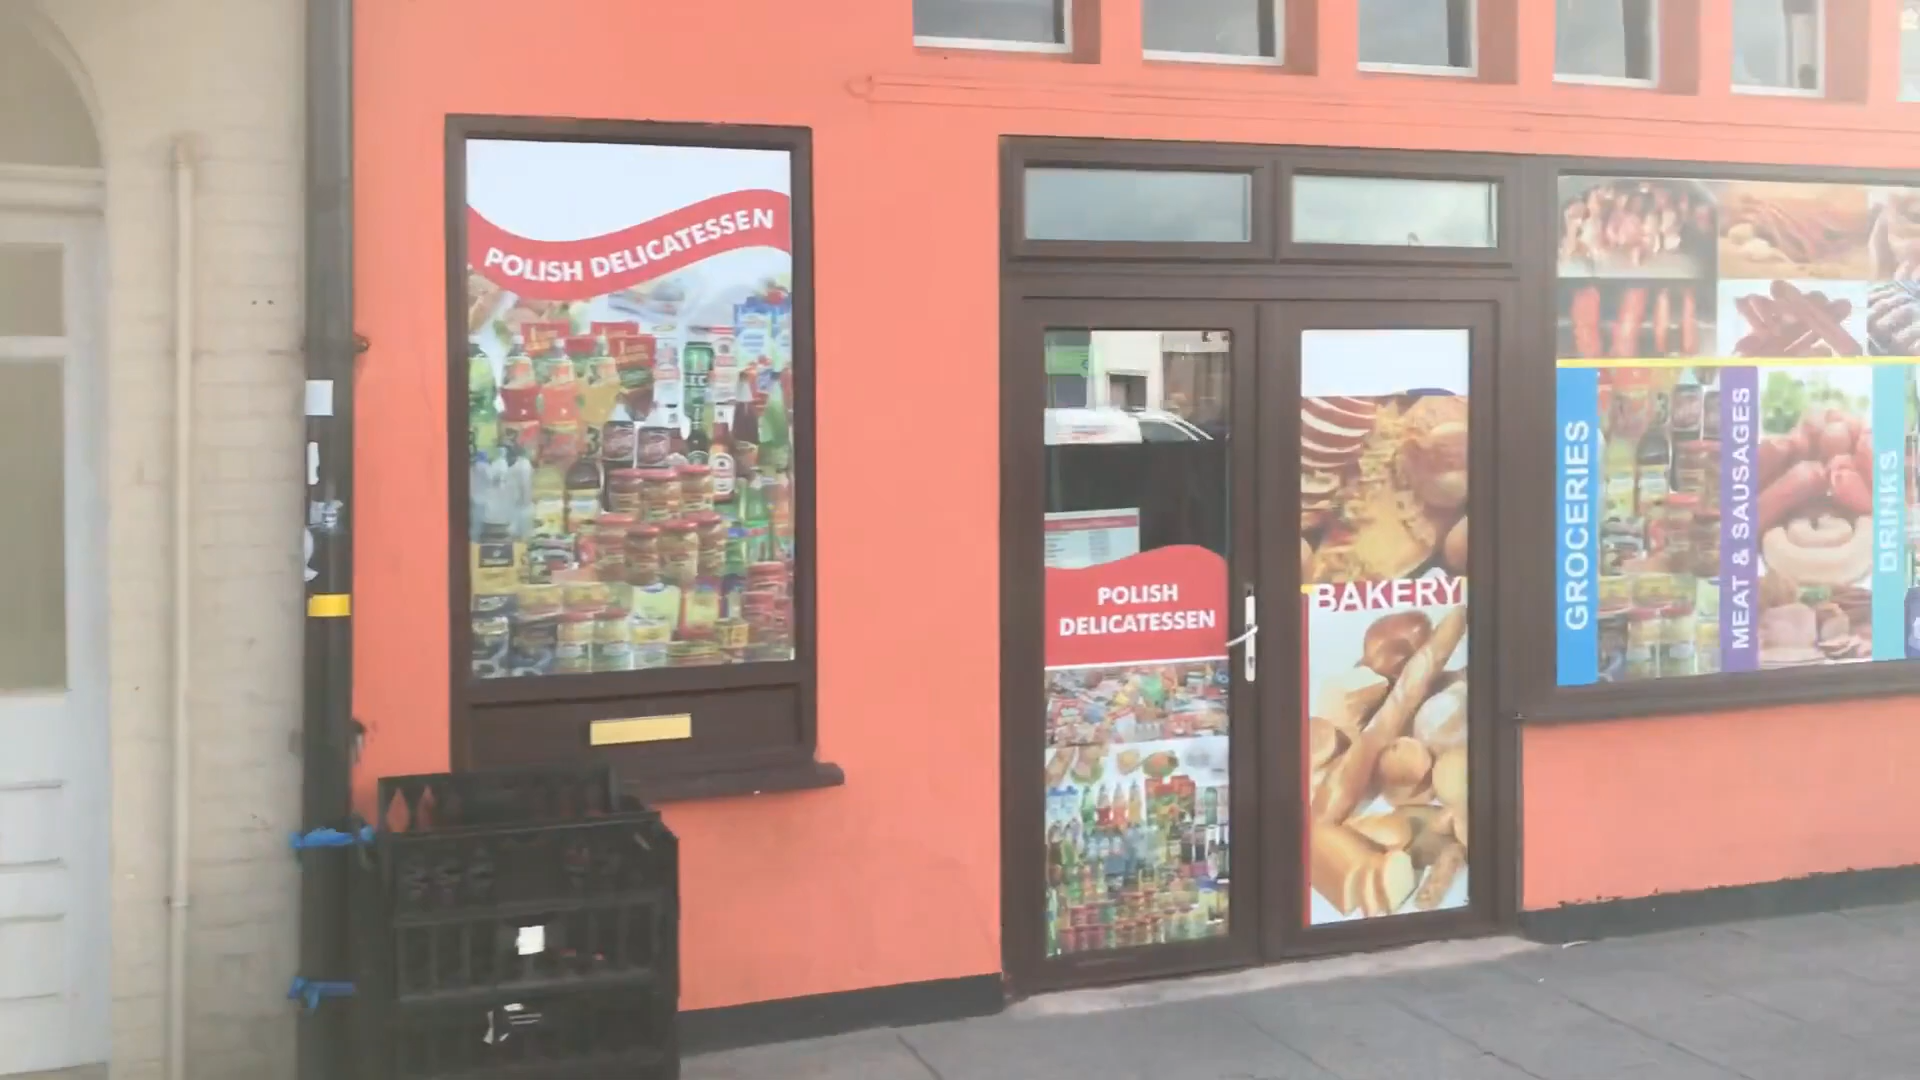 POLISH DELICATESSEN
POLISH
DELICATESSEN
BAKERY
GROCERIES
MEAT & SAUSAGES
DRINKS